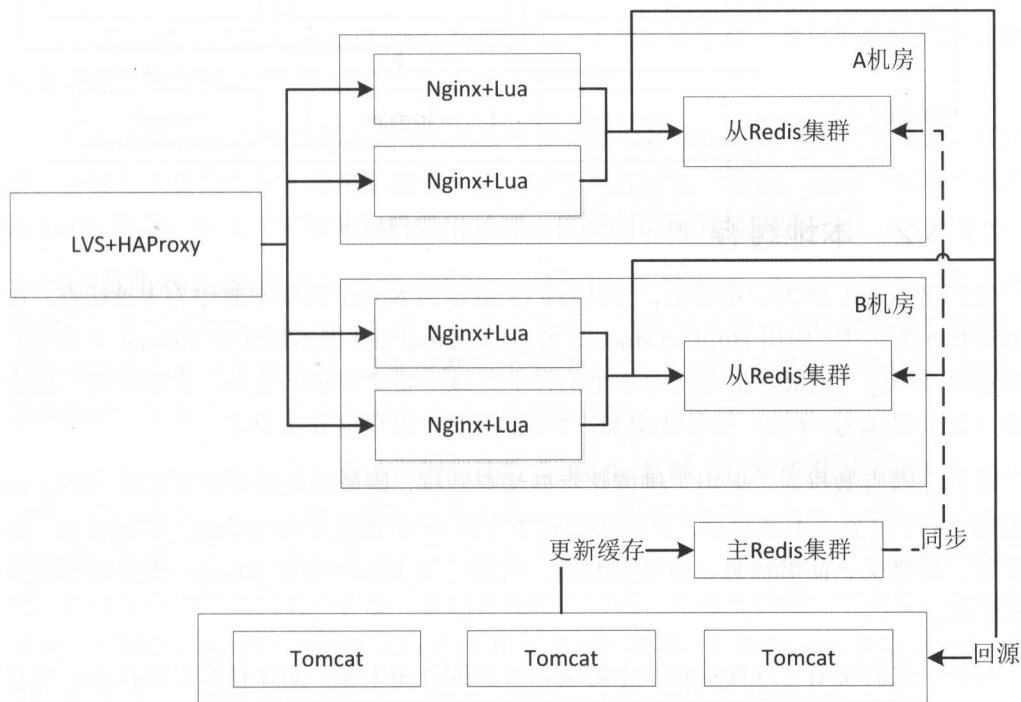 A机房
Nginx+Lua
从Redis集群
Nginx+Lua
LVS+HAProxy
B机房
Nginx+Lua
从Redis集群
Nginx+Lua
更新缓存
主Redis集群
同步
Tomcat
Tomcat
Tomcat
回源